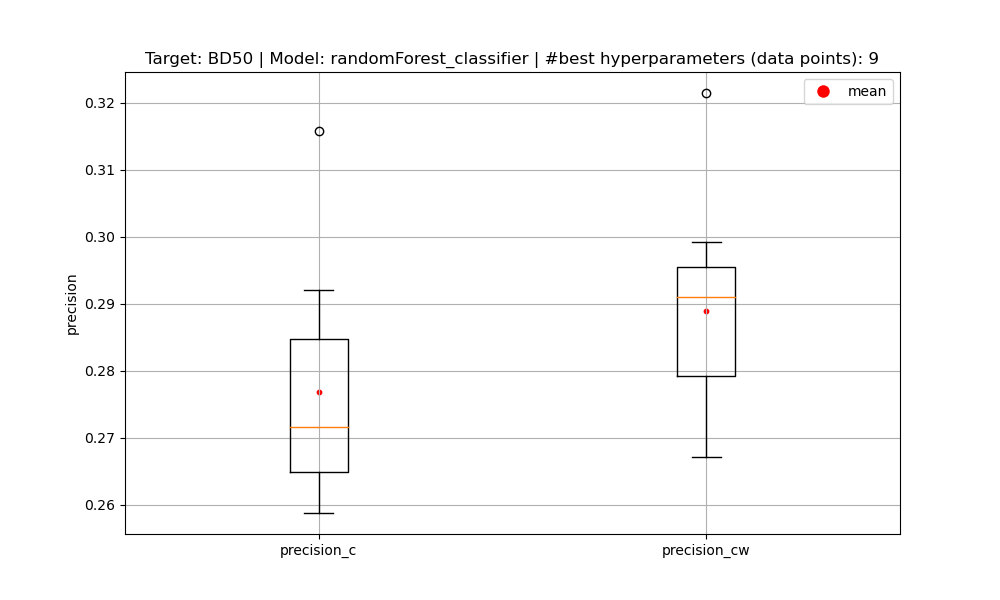 Target: BD50 | Model: randomForest_classifier | #best hyperparameters (data points): 9
mean
0.32
0.31
0.30
0.29
0.28
0.27
0.26
precision
precision_c
precision_cw